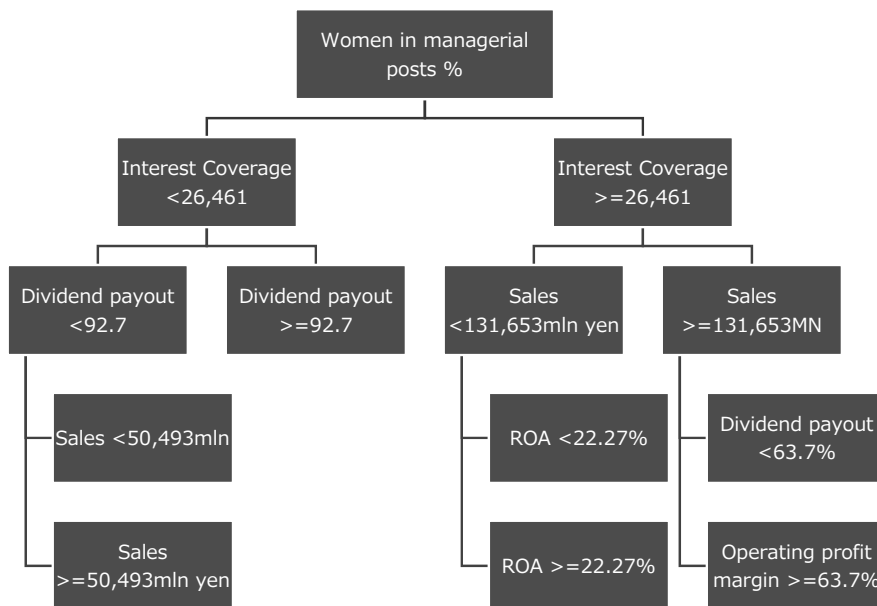 Women in managerial
posts %
Interest Coverage
<26,461
Interest Coverage
>=26,461
Dividend payout
<92.7
Dividend payout
>=92.7
Sales
<131,653mln yen
Sales
>=131,653MN
Sales <50,493mln
ROA <22.27%
Dividend payout
<63.7%
Sales
>=50,493mln yen
ROA >=22.27%
Operating profit
margin >=63.7%